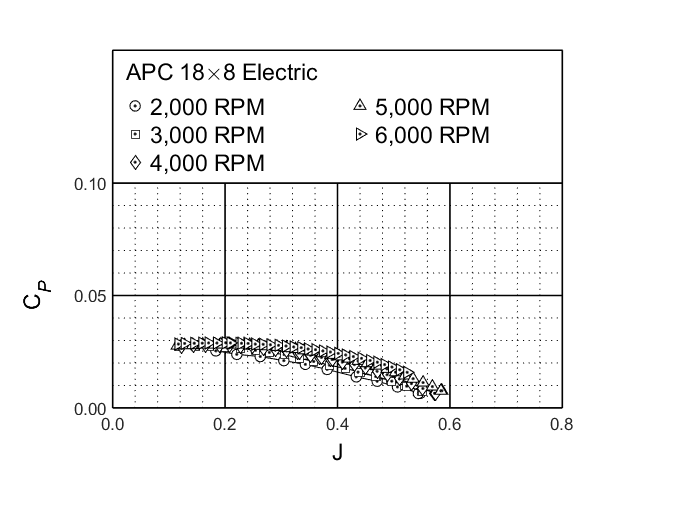 APC 18×8 Electric
2,000 RPM
3,000 RPM
4,000 RPM
5,000 RPM
6,000 RPM
0.10
0.05
0.00
C_P
0.0 0.2 0.4 0.6 0.8
J